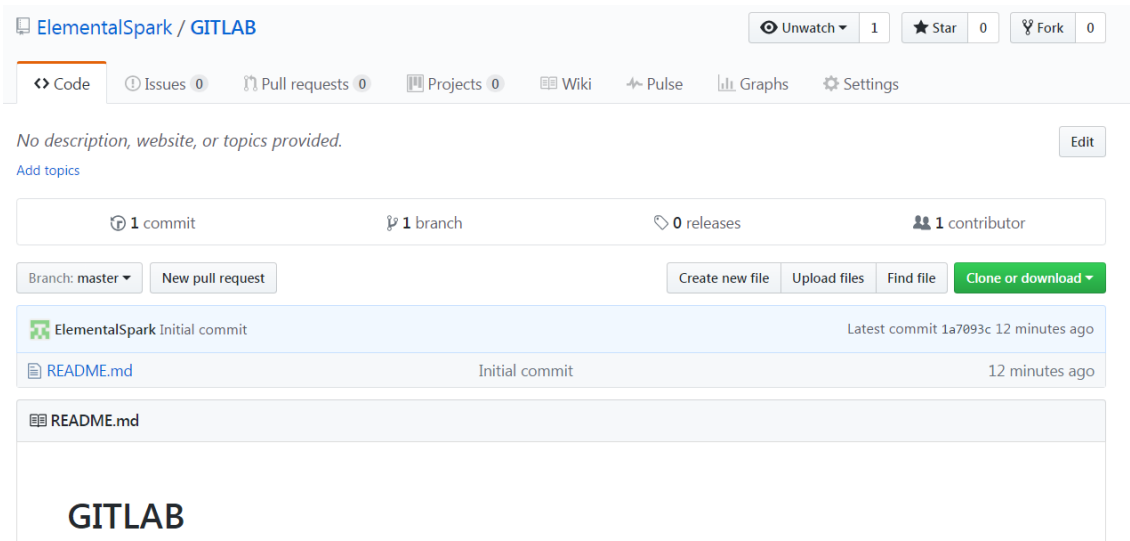 ElementalSpark / GITLAB Unwatch 1 Star 0 Fork 0
Code Issues 0 Pull requests 0 Projects 0 Wiki Pulse Graphs Settings
No description, website, or topics provided. Edit
Add topics
1 commit 1 branch 0 releases 1 contributor
Branch: master New pull request Create new file Upload files Find file Clone or download
ElementalSpark Initial commit Latest commit 1a7093c 12 minutes ago
README.md Initial commit 12 minutes ago
README.md
GITLAB